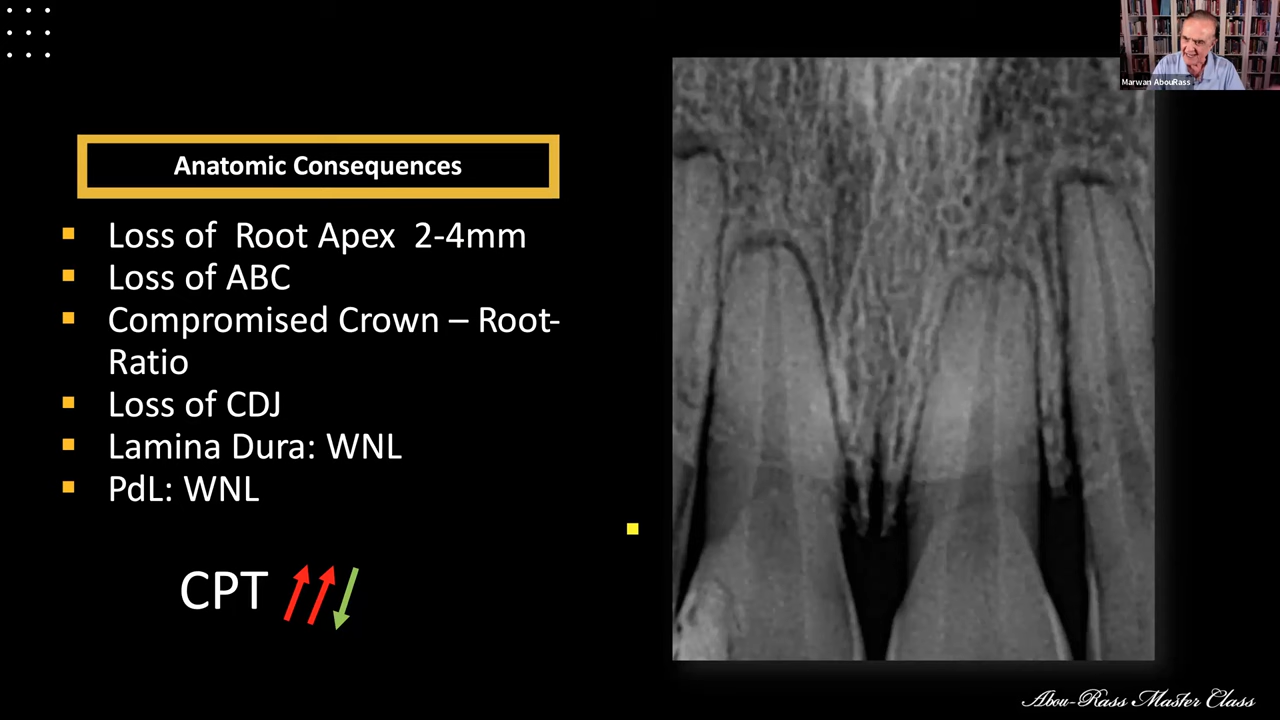 Marwan AbouRass
Anatomic Consequences
Loss of Root Apex 2-4mm
Loss of ABC
Compromised Crown – Root-
Ratio
Loss of CDJ
Lamina Dura: WNL
PdL: WNL
CPT
Abou-Rass Master Class